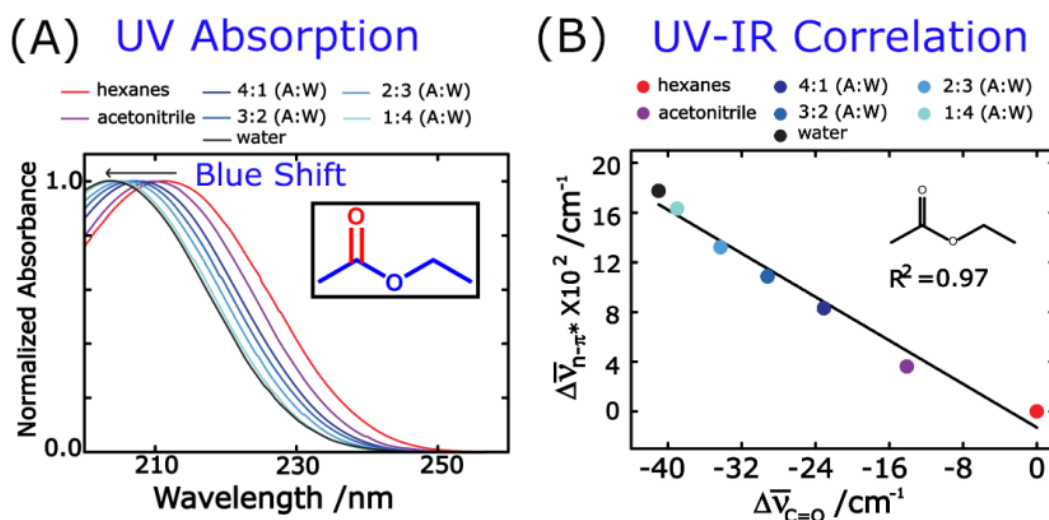 (A) UV Absorption
hexanes 4:1 (A:W) 2:3 (A:W)
acetonitrile 3:2 (A:W) 1:4 (A:W)
water
Blue Shift
1.0
0.0
Normalized Absorbance
O
O
210 230 250
Wavelength /nm
(B) UV-IR Correlation
hexanes 4:1 (A:W) 2:3 (A:W)
acetonitrile 3:2 (A:W) 1:4 (A:W)
water
20
16
12
8
4
0
Δν̅n-π* X10² /cm⁻¹
O
O
R²=0.97
-40 -32 -24 -16 -8 0
Δν̅C=O /cm⁻¹